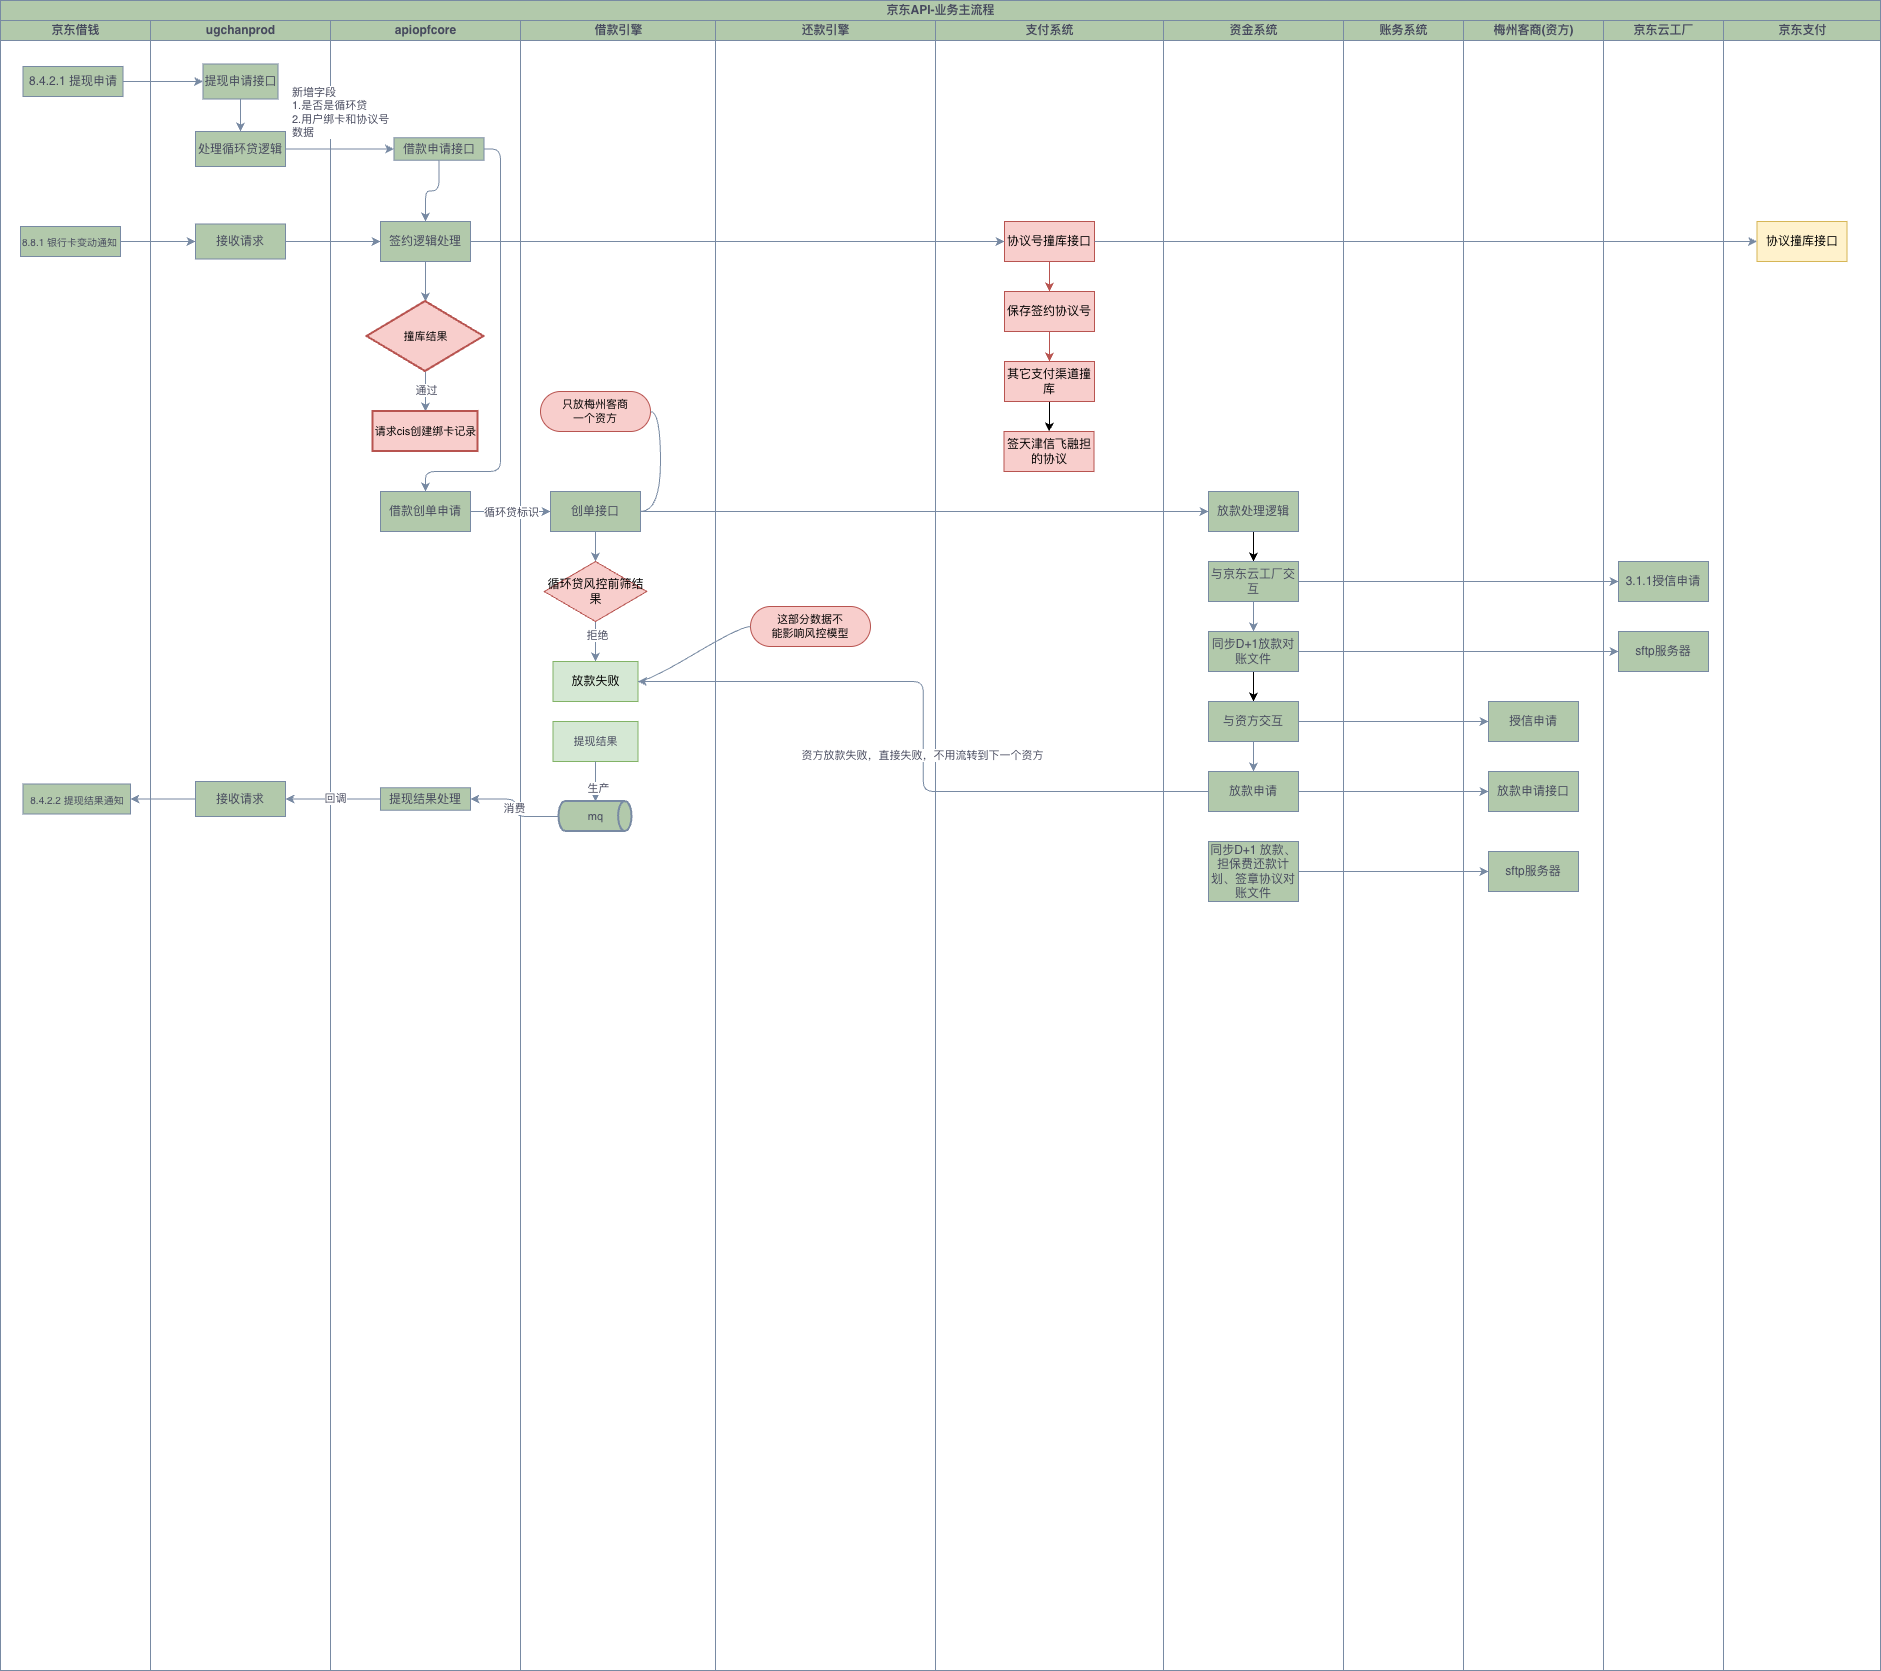 京东API-业务主流程
京东借钱
ugchanprod
apiopfcore
借款引擎
还款引擎
支付系统
资金系统
账务系统
梅州客商(资方)
京东云工厂
京东支付
8.4.2.1 提现申请
提现申请接口
新增字段
1.是否是循环贷
2.用户绑卡和协议号
数据
处理循环贷逻辑
借款申请接口
8.8.1 银行卡变动通知
接收请求
签约逻辑处理
协议号撞库接口
协议撞库接口
保存签约协议号
撞库结果
其它支付渠道撞
库
通过
只放梅州客商
一个资方
请求cis创建绑卡记录
签天津信飞融担
的协议
借款创单申请
循环贷标识
创单接口
放款处理逻辑
循环贷风控前筛结
果
与京东云工厂交
互
3.1.1授信申请
这部分数据不
能影响风控模型
拒绝
同步D+1放款对
账文件
sftp服务器
放款失败
与资方交互
授信申请
提现结果
资方放款失败，直接失败，不用流转到下一个资方
生产
8.4.2.2 提现结果通知
接收请求
回调
提现结果处理
消费
mq
放款申请
放款申请接口
同步D+1 放款、
担保费还款计
划、签章协议对
账文件
sftp服务器